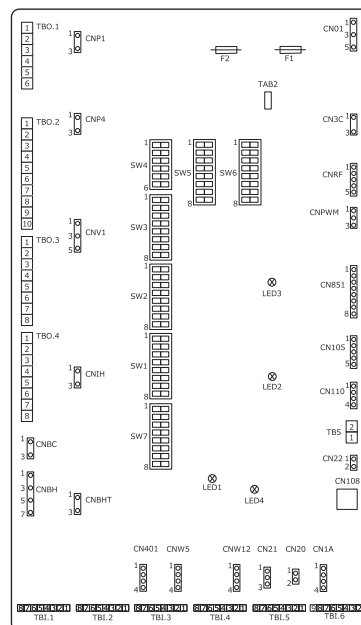 TBO.1
1
2
3
4
5
6
CNP1
1
3
F2
F1
CN01
1
3
5
TAB2
TBO.2
1
2
3
4
5
6
7
8
9
10
CNP4
1
3
SW4
1
6
SW5
1
8
SW6
1
8
CN3C
1
3
CNRF
1
5
CNPWM
1
3
TBO.3
1
2
3
4
5
6
7
8
CNV1
1
3
5
SW3
1
8
SW2
1
8
LED3
CN851
1
8
TBO.4
1
2
3
4
5
6
7
8
CNIH
1
3
SW1
1
8
LED2
CN105
1
5
CN110
1
4
CNBC
1
3
SW7
1
8
TB5
2
1
CN22
1
2
CNBH
1
3
5
7
CNBHT
1
3
LED1
LED4
CN108
CN401
1
4
CNW5
1
4
CNW12
1
4
CN21
1
3
CN20
1
2
CN1A
1
4
TBI.1
TBI.2
TBI.3
TBI.4
TBI.5
TBI.6